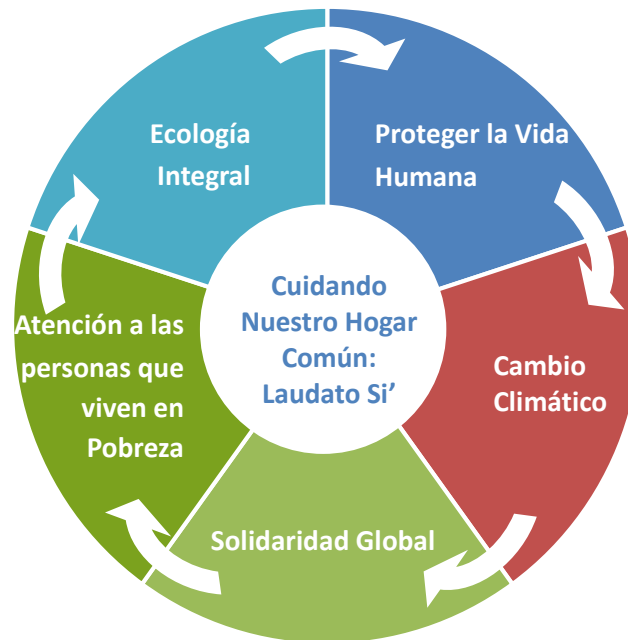 Ecología
Integral
Proteger la Vida
Humana
Cuidando
Nuestro Hogar
Común:
Laudato Si’
Atención a las
personas que
viven en
Pobreza
Cambio
Climático
Solidaridad Global